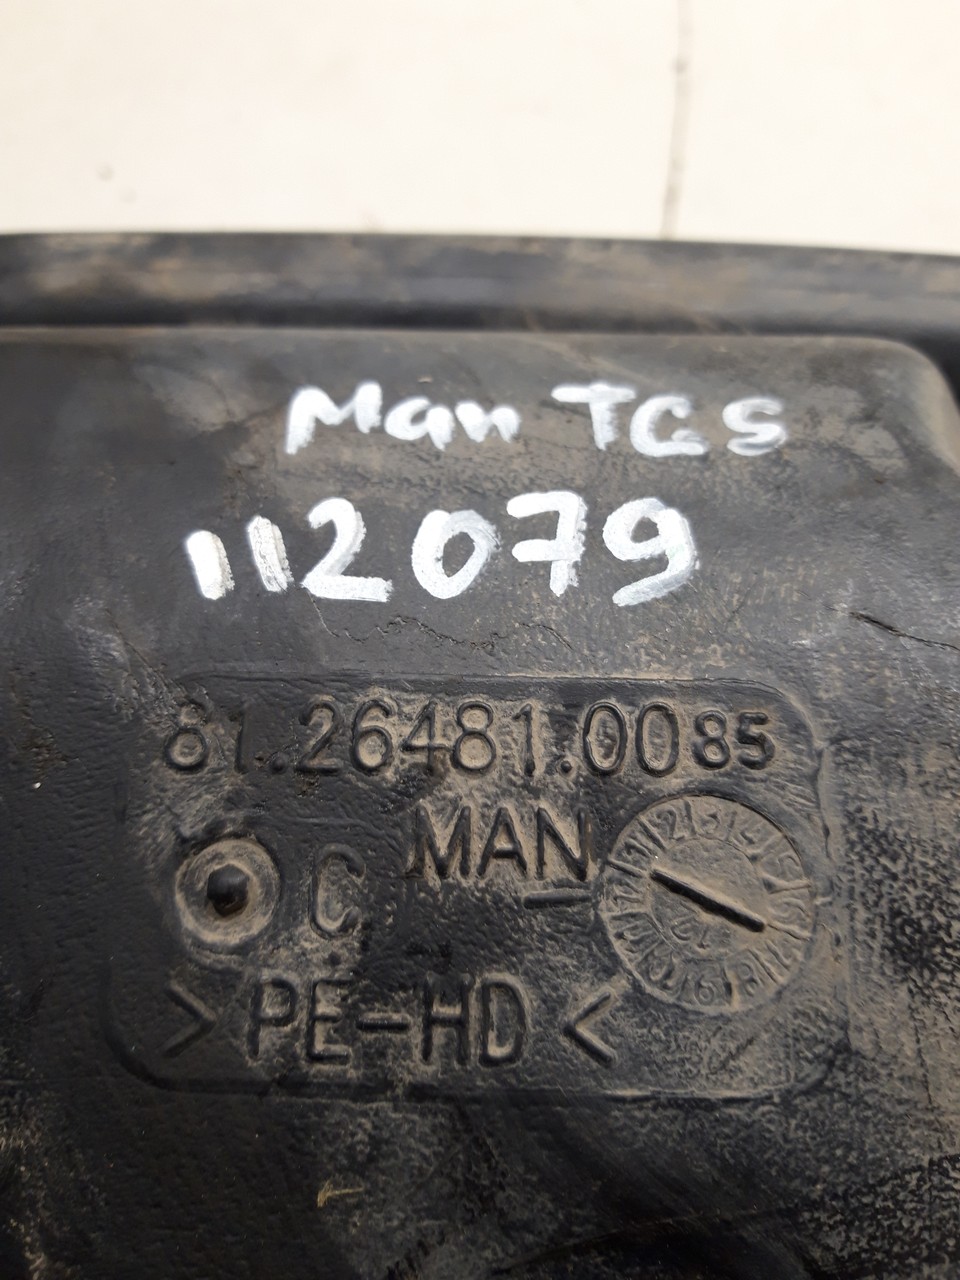 Man TGS
112079
81.26481.0085
MAN
C
>PE-HD<